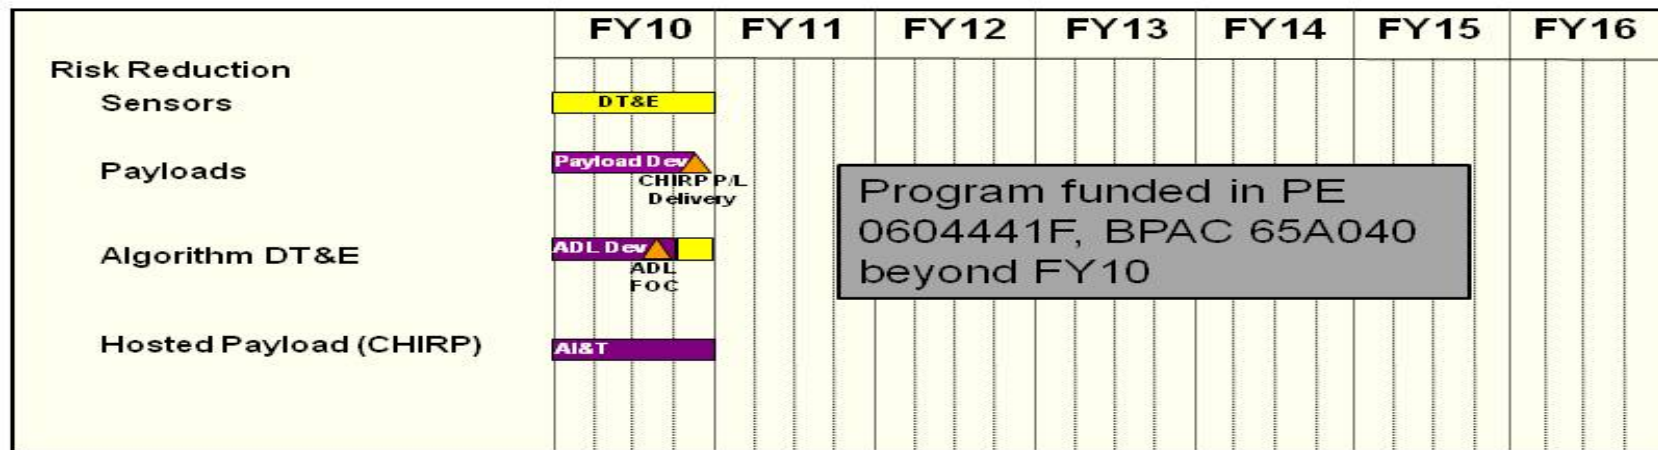 FY10 FY11 FY12 FY13 FY14 FY15 FY16
Risk Reduction
Sensors
DT&E
Payloads
Payload Dev
CHIRP P/L
Delivery
Algorithm DT&E
ADL Dev
ADL
FOC
Hosted Payload (CHIRP)
AI&T
Program funded in PE
0604441F, BPAC 65A040
beyond FY10